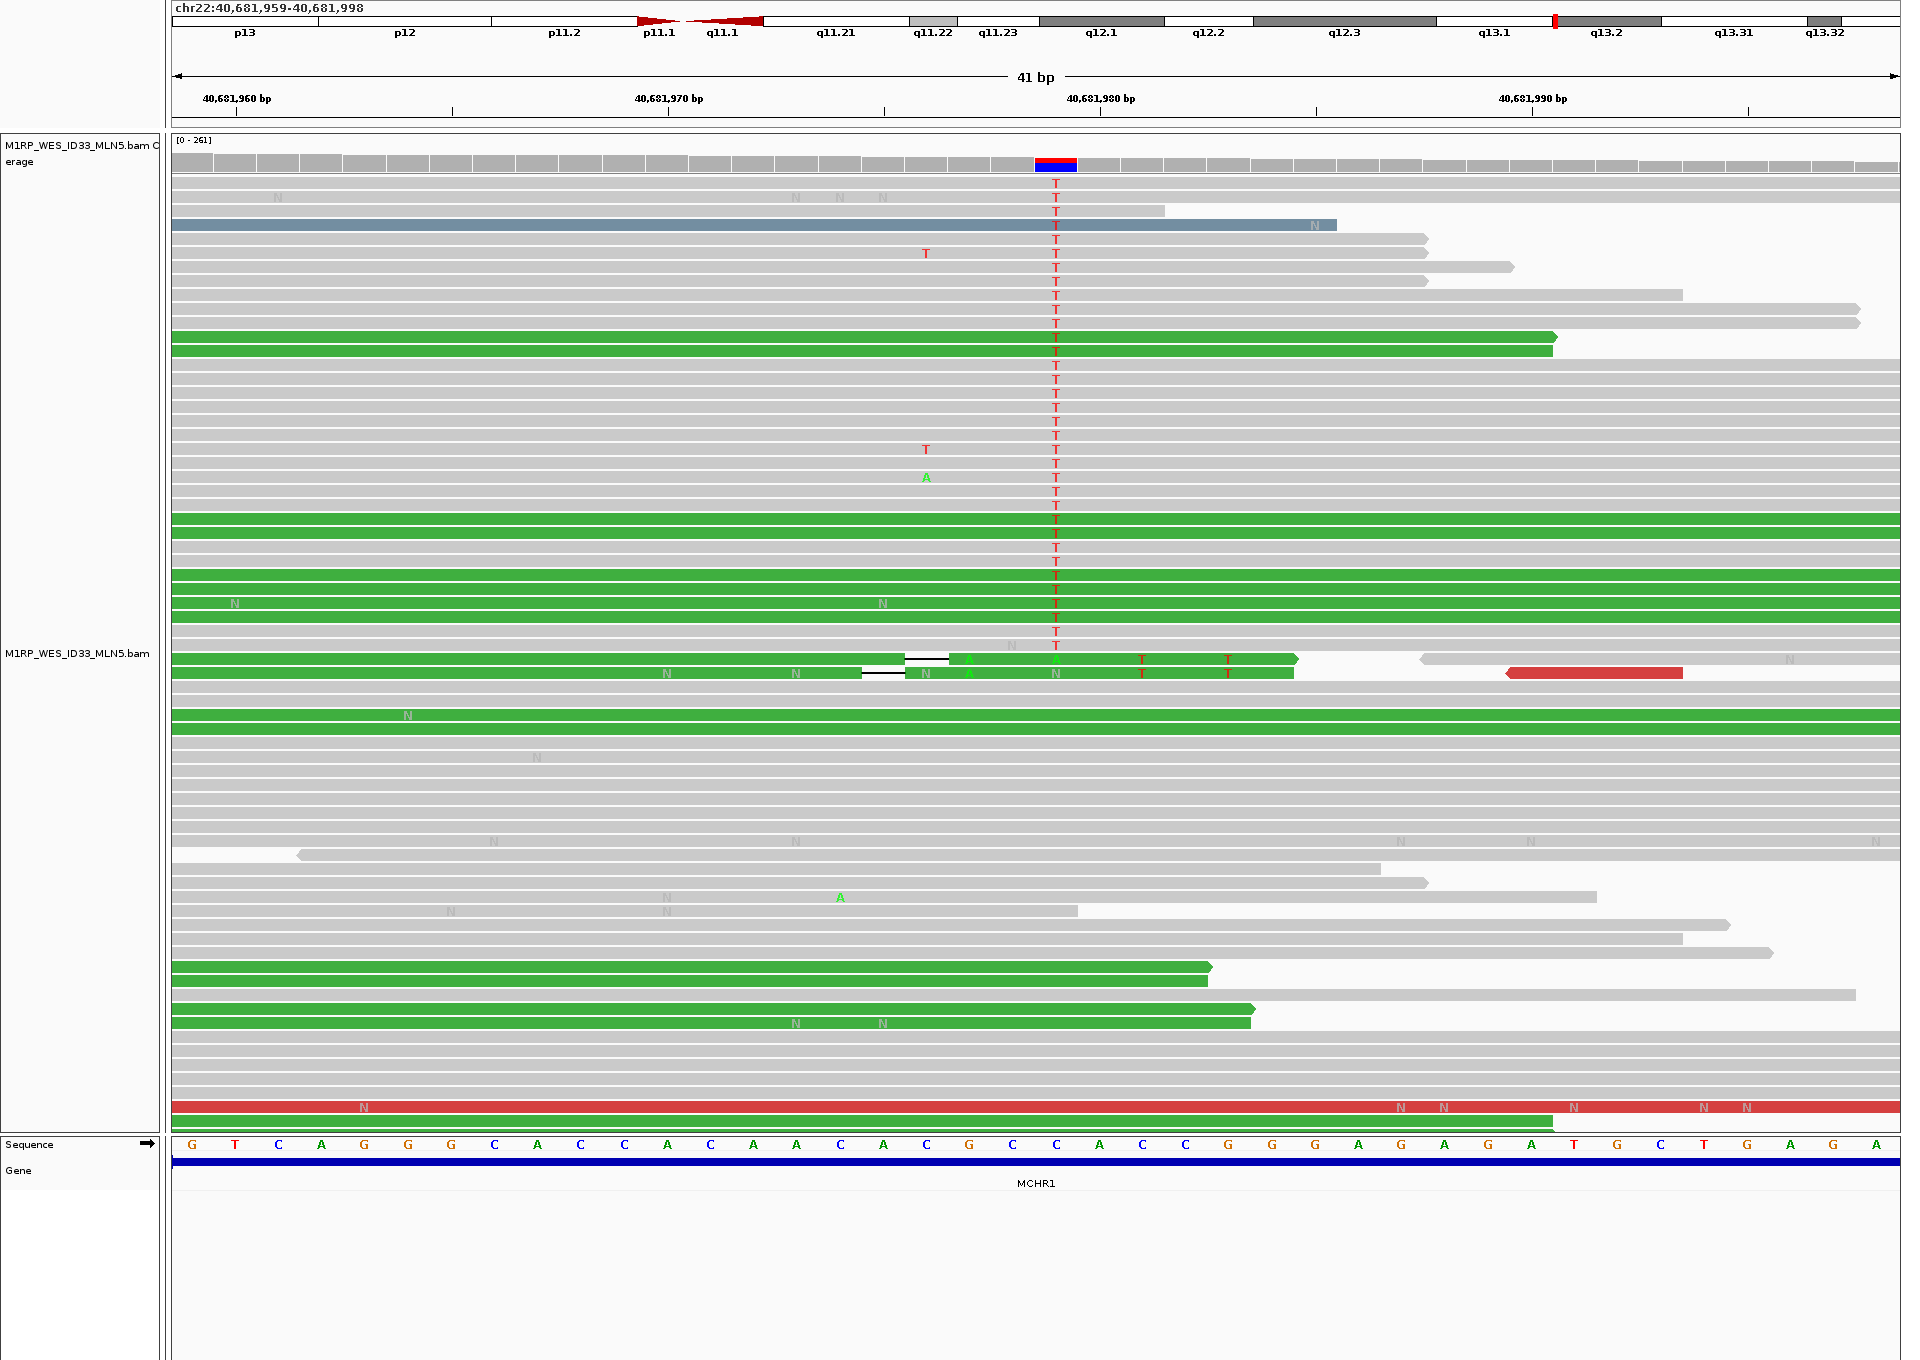 chr22:40,681,959-40,681,998
p13 p12 p11.2 p11.1 q11.1 q11.21 q11.22 q11.23 q12.1 q12.2 q12.3 q13.1 q13.2 q13.31 q13.32
41 bp
40,681,960 bp 40,681,970 bp 40,681,980 bp 40,681,990 bp
M1RP_WES_ID33_MLN5.bam C
erage
[0 - 261]
T
N N N N T
T
T N
T
T T
T
T
T
T
T
T
T
T
T
T
T
T
T
T T
T
A T
T
T
T
T
T
T
T
T
N N T
T
T
N T
M1RP_WES_ID33_MLN5.bam
A A T T N
N N N A N T T
N
N
N N N N N
N A
N N
N N
N N N N N N
Sequence
G T C A G G G C A C C A C A A C A C G C C A C C G G G A G A G A T G C T G A G A
Gene
MCHR1